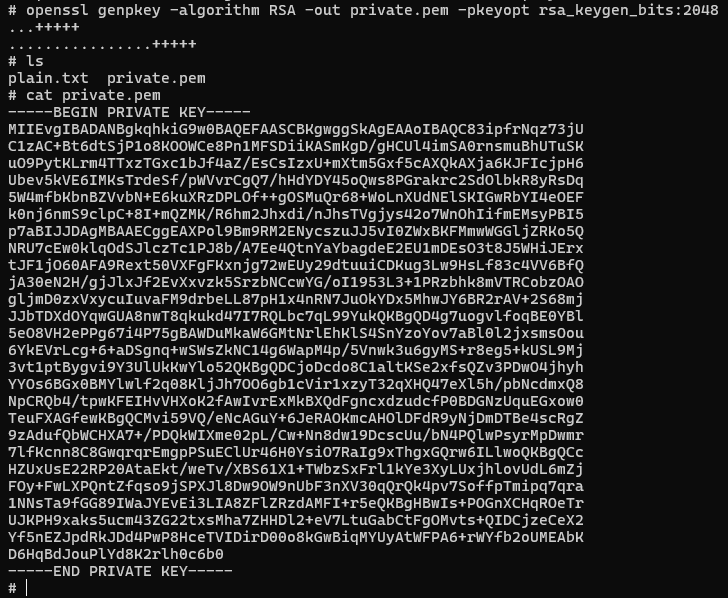 # openssl genpkey -algorithm RSA -out private.pem -pkeyopt rsa_keygen_bits:2048
...+++++
................+++++
# ls
plain.txt  private.pem
# cat private.pem
-----BEGIN PRIVATE KEY-----
MIIEvgIBADANBgkqhkiG9w0BAQEFAASCBKgwggSkAgEAAoIBAQC83ipfrNqz73jU
C1zAC+Bt6dtSjP1o8KOOWCe8Pn1MFSDiiKASmKgD/gHCUl4imSA0rnsmuBhUTuSK
uO9PytKLrm4TTxzTGxc1bJf4aZ/EsCsIzxU+mXtm5Gxf5cAXQkAXja6KJFIcjpH6
Ubev5kVE6IMKsTrdeSf/pWVvrCgQ7/hHdYDY45oQws8PGrakrc2SdOlbkR8yRsDq
5W4mfbKbnBZVvbN+E6kuXRzDPLOf++gOSMuQr68+WoLnXUdNElSKIGwRbYI4eOEF
k0nj6nmS9clpC+8I+mQZMK/R6hm2Jhxdi/nJhsTVgjys42o7WnOhIifmEMsyPBI5
p7aBIJJDAgMBAAECggEAXPol9Bm9RM2ENycszuJJ5vI0ZWxBKFMmwWGGljZRKo5Q
NRU7cEw0klqOdSJlczTc1PJ8b/A7Ee4QtnYaYbagdeE2EU1mDEsO3t8J5WHiJErx
tJF1jO60AFA9Rext50VXFgFKxnjg72wEUy29dtuuiCDKug3Lw9HsLf83c4VV6BfQ
jA30eN2H/gjJlxJf2EvXxvzk5SrzbNCcwYG/oI1953L3+1PRzbhk8mVTRCobzOAO
gljmD0zxVxycuIuvaFM9drbeLL87pH1x4nRN7JuOkYDx5MhwJY6BR2rAV+2S68mj
JJbTDXdOYqwGUA8nwT8qkukd47I7RQLbc7qL99YukQKBgQD4g7uogvlfoqBE0YBl
5eO8VH2ePPg67i4P75gBAWDuMkaW6GMtNrlEhKlS4SnYzoYov7aBl0l2jxsmsOou
6YkEVrLcg+6+aDSgnq+wSWsZkNC14g6WapM4p/5Vnwk3u6gyMS+r8eg5+kUSL9Mj
3vt1ptBygvi9Y3UlUkKwYlo52QKBgQDCjoDcdo8C1altKSe2xfsQZv3PDwO4jhyh
YYOs6BGx0BMYlwlf2q08KljJh7OO6gb1cVir1xzyT32qXHQ47eXl5h/pbNcdmxQ8
NpCRQb4/tpwKFEIHvVHXoK2fAwIvrExMkBXQdFgncxdzudcfP0BDGNzUquEGxow0
TeuFXAGfewKBgQCMvi59VQ/eNcAGuY+6JeRAOKmcAHOlDFdR9yNjDmDTBe4scRgZ
9zAdufQbWCHXA7+/PDQkWIXme02pL/Cw+Nn8dw19DcscUu/bN4PQlwPsyrMpDwmr
7lfKcnn8C8GwqrqrEmgpPSuEClUr46H0YsiO7RaIg9xThgxGQrw6ILlwoQKBgQCc
HZUxUsE22RP20AtaEkt/weTv/XBS61X1+TWbzSxFrl1kYe3XyLUxjhlovUdL6mZj
FOy+FwLXPQntZfqso9jSPXJl8Dw9OW9nUbF3nXV30qQrQk4pv7SoffpTmipq7qra
1NNsTa9fGG89IWaJYEvEi3LIA8ZFlZRzdAMFI+r5eQKBgHBwIs+POGnXCHqROeTr
UJKPH9xaks5ucm43ZG22txsMha7ZHHDl2+eV7LtuGabCtFgOMvts+QIDCjzeCeX2
Yf5nEZJpdRkJDd4PwP8HceTVIDirD00o8kGwBiqMYUyAtWFPA6+rWYfb2oUMEAbK
D6HqBdJouPlYd8K2rlh0c6b0
-----END PRIVATE KEY-----
#